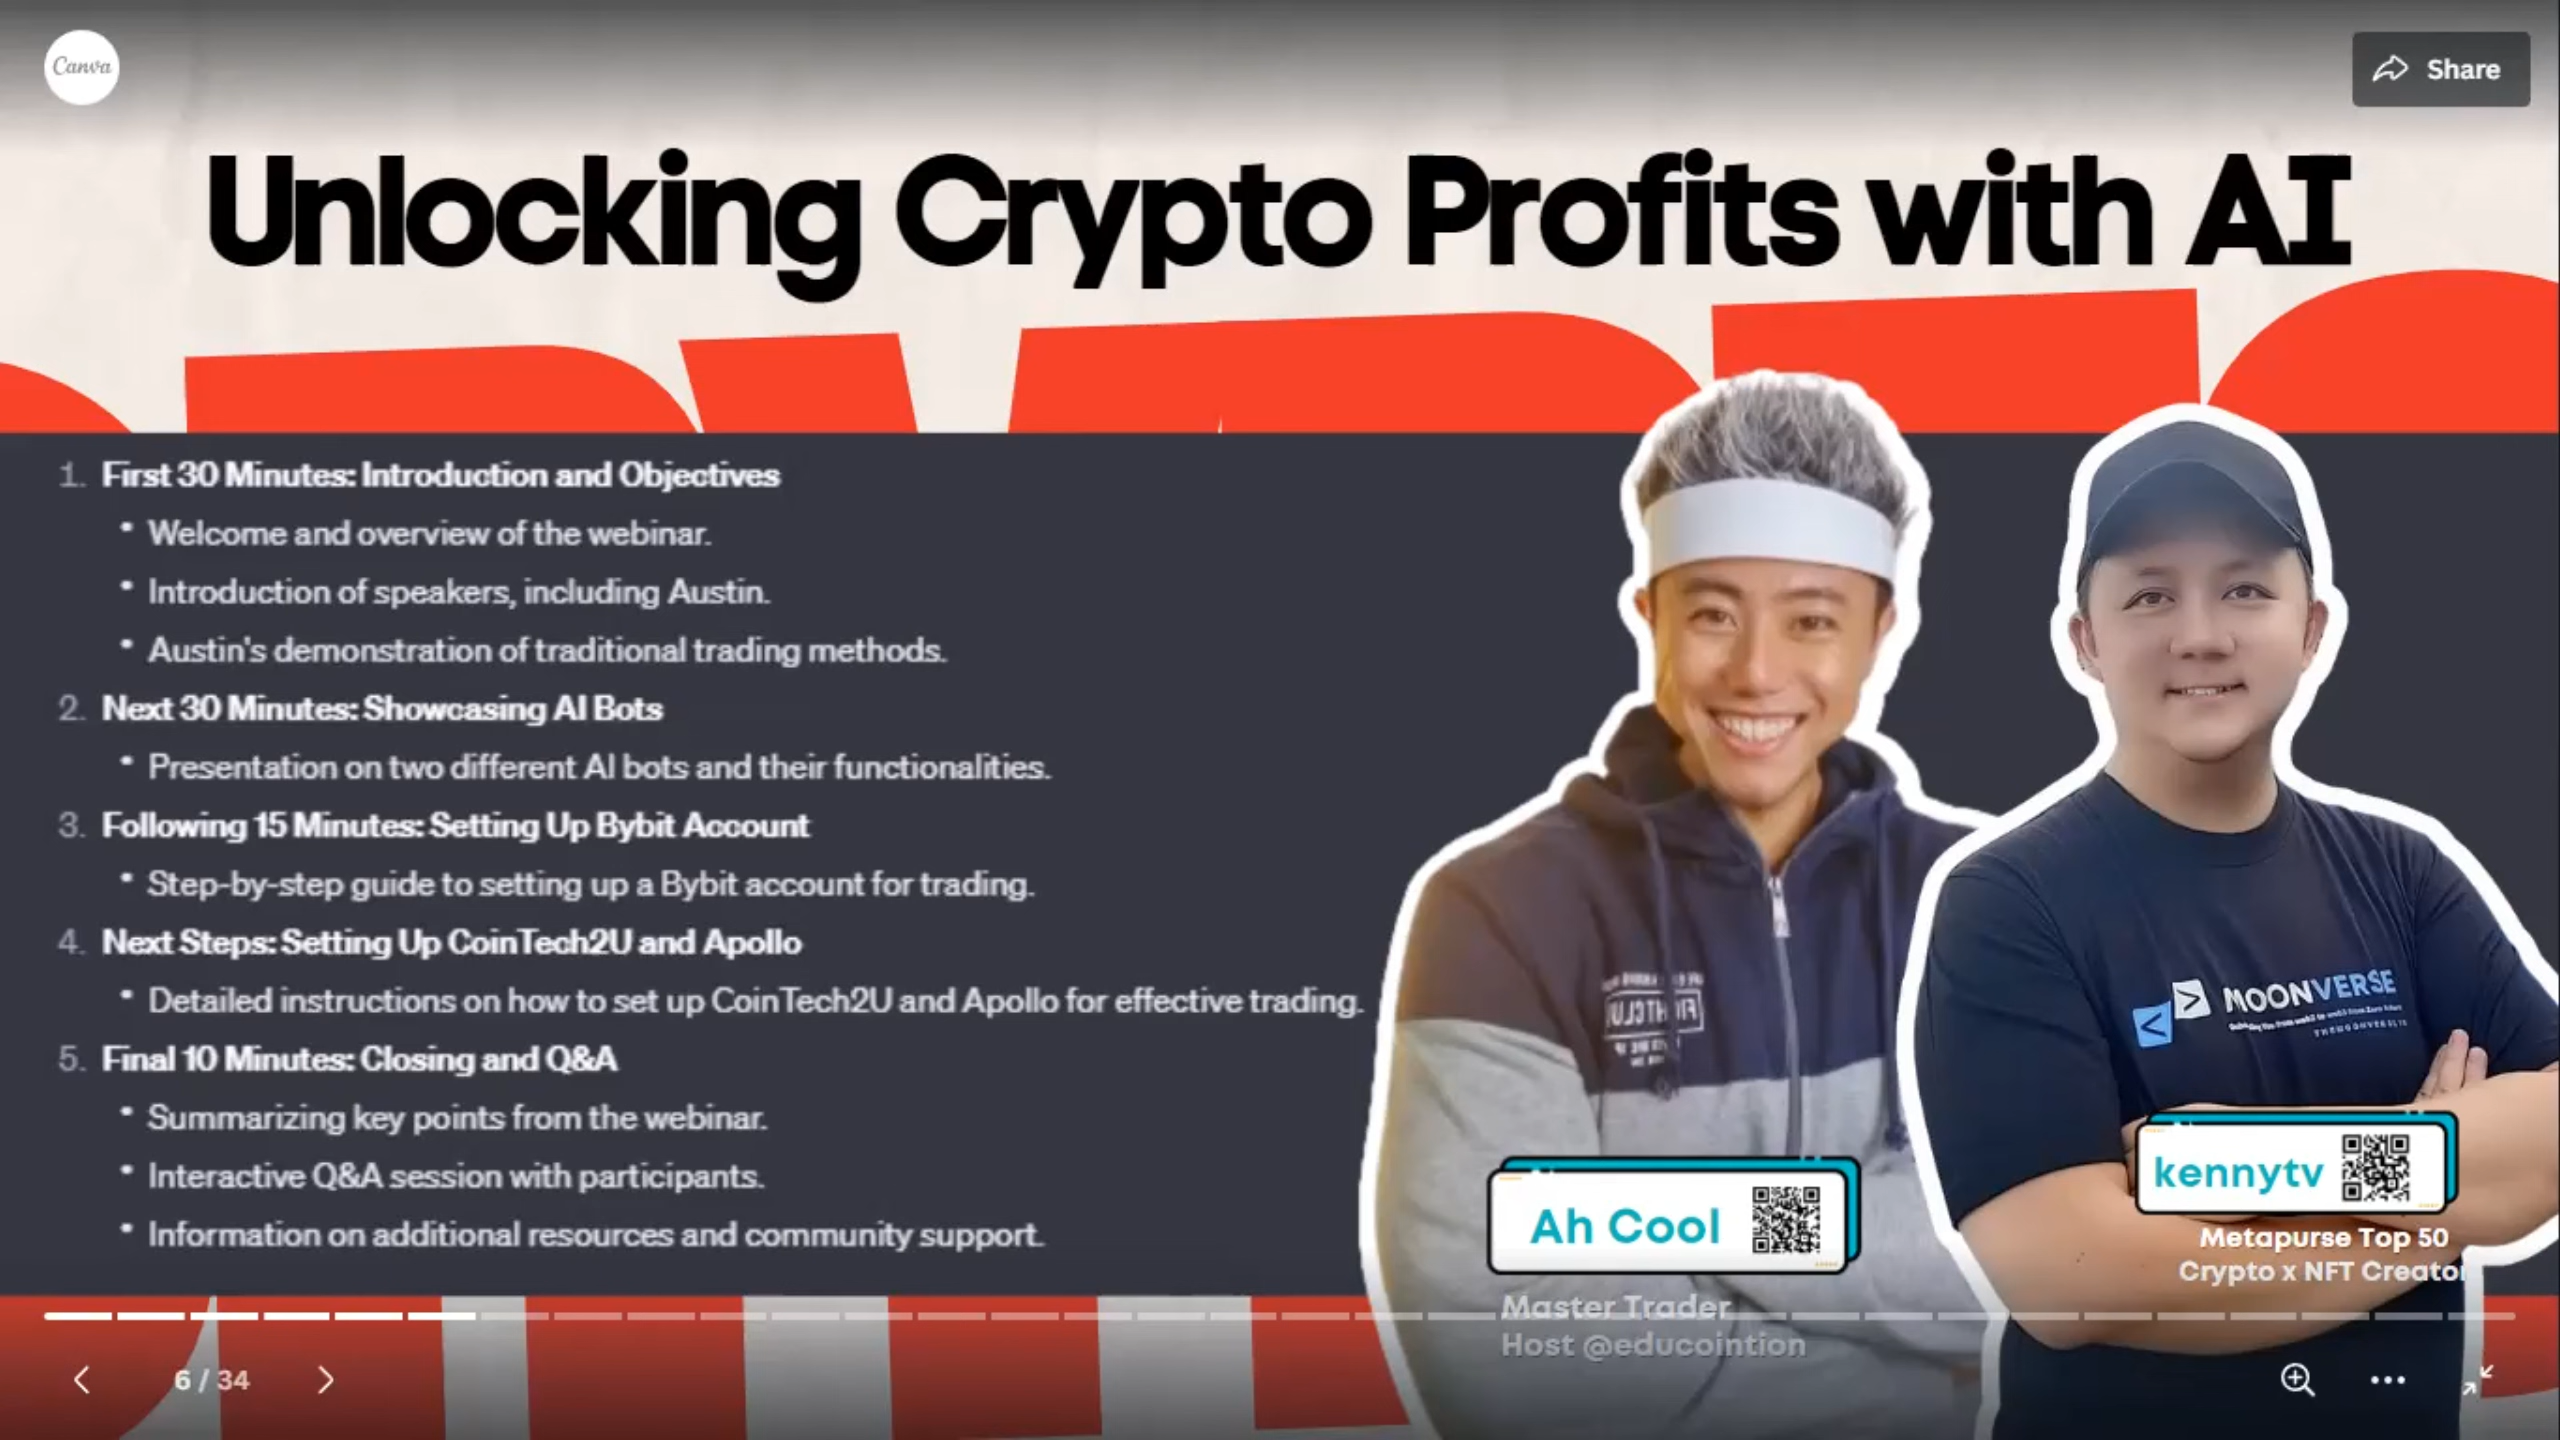 Canva
Share
Unlocking Crypto Profits with AI
1. First 30 Minutes: Introduction and Objectives
• Welcome and overview of the webinar.
• Introduction of speakers, including Austin.
• Austin's demonstration of traditional trading methods.
2. Next 30 Minutes: Showcasing AI Bots
• Presentation on two different AI bots and their functionalities.
3. Following 15 Minutes: Setting Up Bybit Account
• Step-by-step guide to setting up a Bybit account for trading.
4. Next Steps: Setting Up CoinTech2U and Apollo
• Detailed instructions on how to set up CoinTech2U and Apollo for effective trading.
5. Final 10 Minutes: Closing and Q&A
• Summarizing key points from the webinar.
• Interactive Q&A session with participants.
• Information on additional resources and community support.
MOONVERSE
Ah Cool
Master Trader
Host @educointion
kennytv
Metapurse Top 50
Crypto x NFT Creator
6 / 34